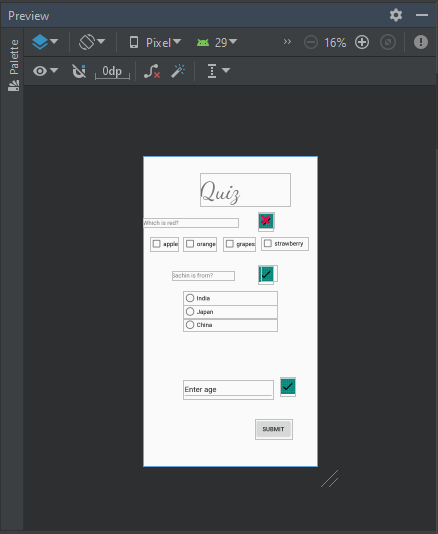 Preview
Palette
Pixel 29 16%
0dp
Quiz
Which is red?
apple orange grapes strawberry
Sachin is from?
India
Japan
China
Enter age
SUBMIT